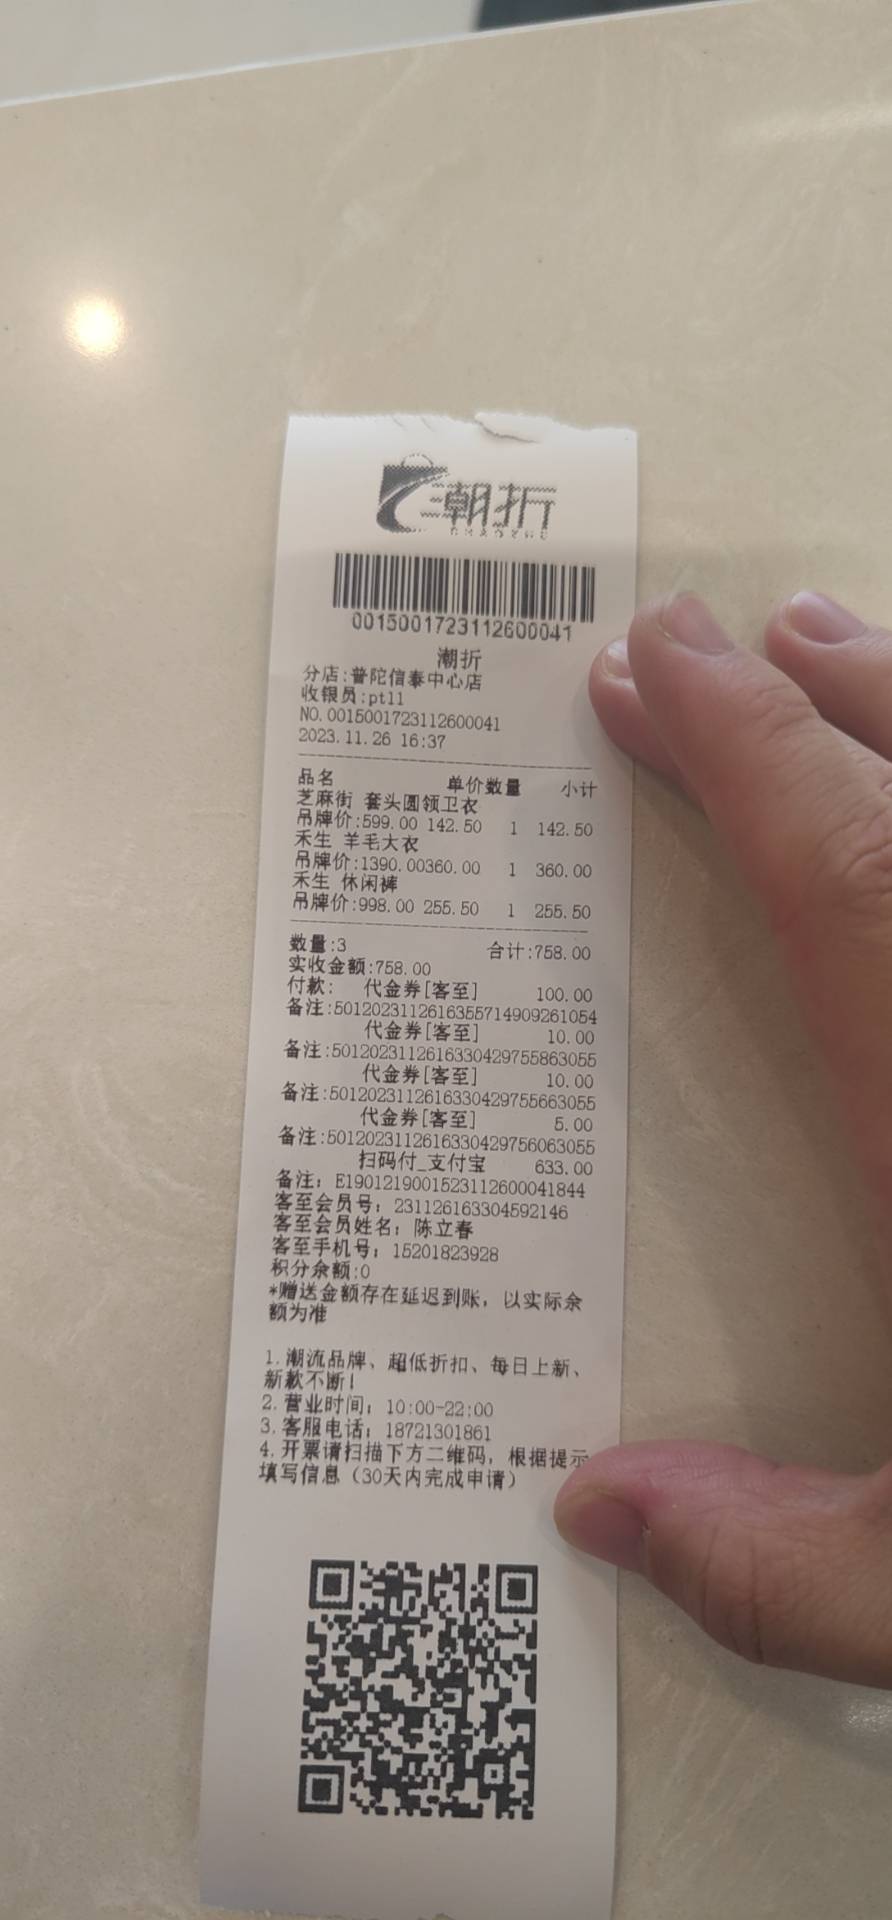 潮折
CHAOZHE
0015001723112600041
潮折
分店:普陀信泰中心店
收银员:pt11
NO.0015001723112600041
2023.11.26 16:37
品名 单价数量 小计
芝麻街 套头圆领卫衣
吊牌价:599.00 142.50 1 142.50
禾生 羊毛大衣
吊牌价:1390.00360.00 1 360.00
禾生 休闲裤
吊牌价:998.00 255.50 1 255.50
数量:3 合计:758.00
实收金额:758.00
付款: 代金券[客至] 100.00
备注:5012023112616355714909261054
代金券[客至] 10.00
备注:5012023112616330429755863055
代金券[客至] 10.00
备注:5012023112616330429755663055
代金券[客至] 5.00
备注:5012023112616330429756063055
扫码付_支付宝 633.00
备注: E1901219001523112600041844
客至会员号: 231126163304592146
客至会员姓名: 陈立春
客至手机号: 15201823928
积分余额:0
*赠送金额存在延迟到账，以实际余
额为准
1.潮流品牌、超低折扣、每日上新、
新款不断!
2.营业时间: 10:00-22:00
3.客服电话: 18721301861
4.开票请扫描下方二维码，根据提示
填写信息（30天内完成申请）